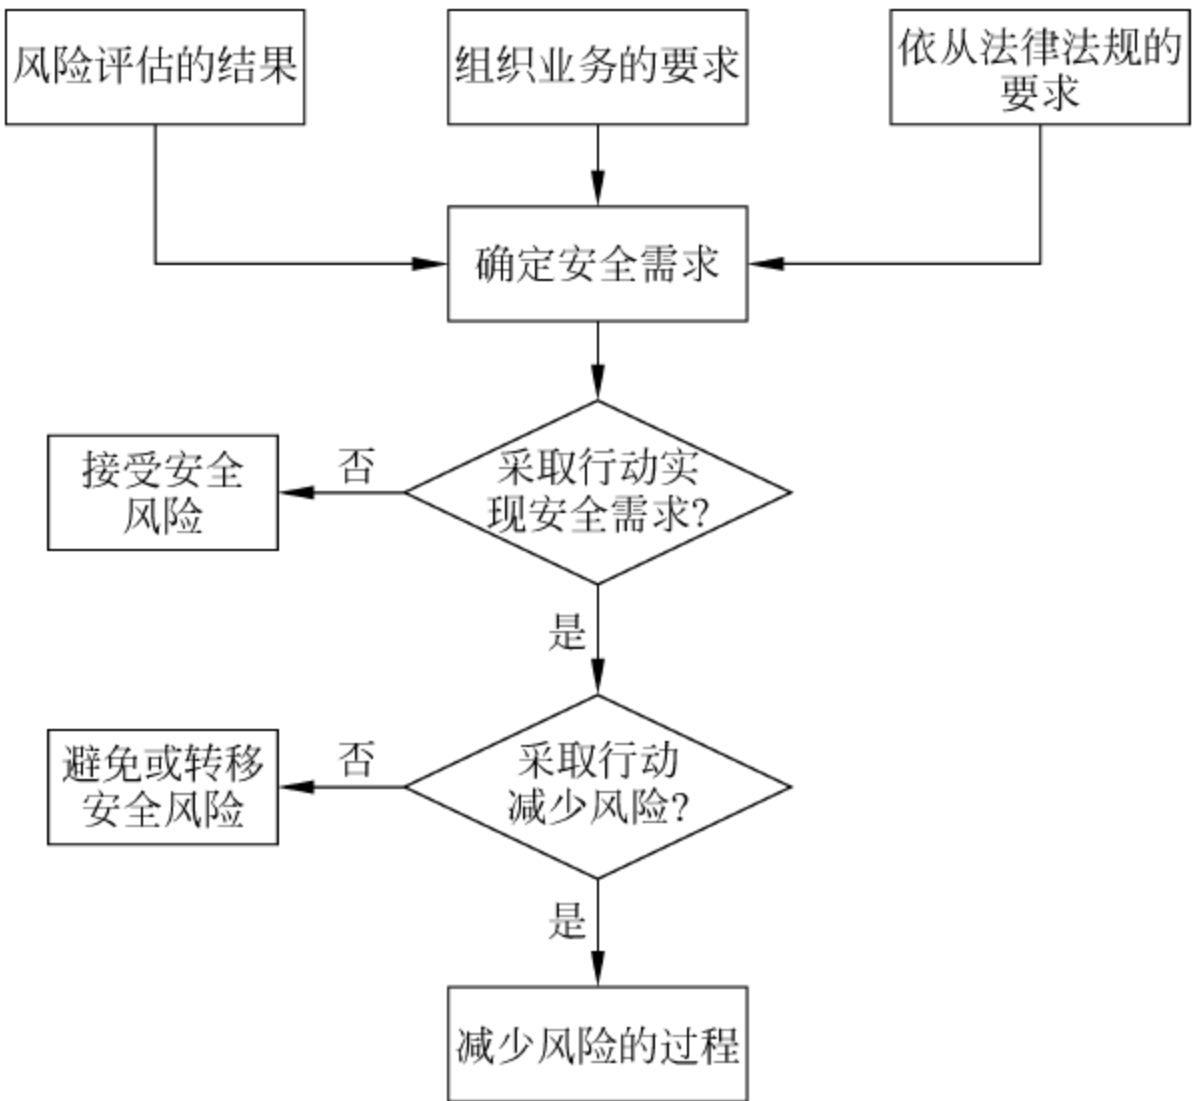 风险评估的结果
组织业务的要求
依从法律法规的
要求
确定安全需求
采取行动实
现安全需求?
否
接受安全
风险
是
采取行动
减少风险?
否
避免或转移
安全风险
是
减少风险的过程